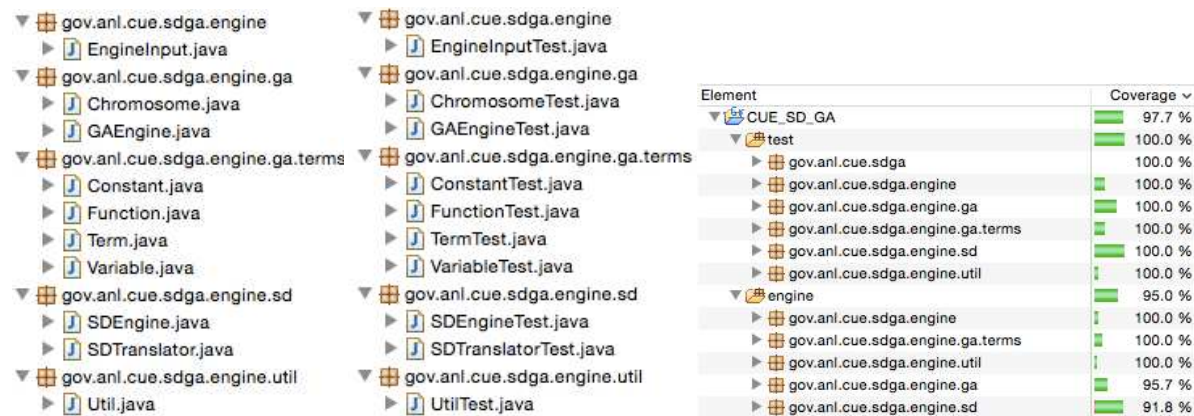 gov.anl.cue.sdga.engine
EngineInput.java
gov.anl.cue.sdga.engine.ga
Chromosome.java
GAEngine.java
gov.anl.cue.sdga.engine.ga.terms
Constant.java
Function.java
Term.java
Variable.java
gov.anl.cue.sdga.engine.sd
SDEngine.java
SDTranslator.java
gov.anl.cue.sdga.engine.util
Util.java
gov.anl.cue.sdga.engine
EngineInputTest.java
gov.anl.cue.sdga.engine.ga
ChromosomeTest.java
GAEngineTest.java
gov.anl.cue.sdga.engine.ga.terms
ConstantTest.java
FunctionTest.java
TermTest.java
VariableTest.java
gov.anl.cue.sdga.engine.sd
SDEngineTest.java
SDTranslatorTest.java
gov.anl.cue.sdga.engine.util
UtilTest.java
Element Coverage
CUE_SD_GA 97.7 %
test 100.0 %
gov.anl.cue.sdga 100.0 %
gov.anl.cue.sdga.engine 100.0 %
gov.anl.cue.sdga.engine.ga 100.0 %
gov.anl.cue.sdga.engine.ga.terms 100.0 %
gov.anl.cue.sdga.engine.sd 100.0 %
gov.anl.cue.sdga.engine.util 100.0 %
engine 95.0 %
gov.anl.cue.sdga.engine 100.0 %
gov.anl.cue.sdga.engine.ga.terms 100.0 %
gov.anl.cue.sdga.engine.util 100.0 %
gov.anl.cue.sdga.engine.ga 95.7 %
gov.anl.cue.sdga.engine.sd 91.8 %